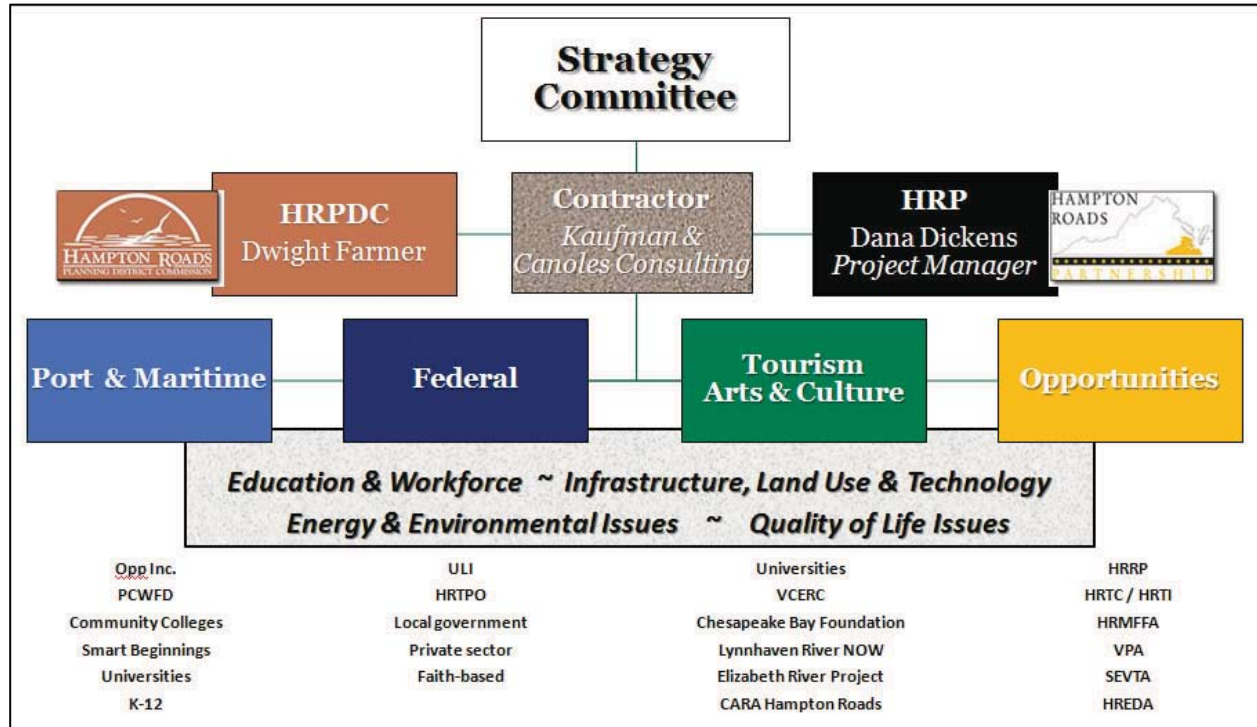 Strategy
Committee
HAMPTON ROADS
PLANNING DISTRICT COMMISSION
HRPDC
Dwight Farmer
Contractor
Kaufman &
Canoles Consulting
HRP
Dana Dickens
Project Manager
HAMPTON
ROADS
PARTNERSHIP
Port & Maritime
Federal
Tourism
Arts & Culture
Opportunities
Education & Workforce ~ Infrastructure, Land Use & Technology
Energy & Environmental Issues ~ Quality of Life Issues
Opp Inc.
PCWFD
Community Colleges
Smart Beginnings
Universities
K-12
ULI
HRTPO
Local government
Private sector
Faith-based
Universities
VCERC
Chesapeake Bay Foundation
Lynnhaven River NOW
Elizabeth River Project
CARA Hampton Roads
HRRP
HRTC / HRTI
HRMFFA
VPA
SEVTA
HREDA